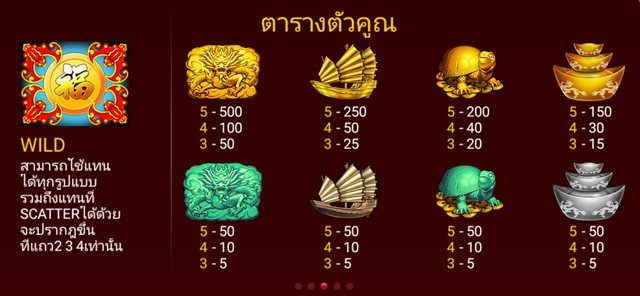 ตารางตัวคูณ
福
WILD
สามารถใช้แทน
ได้ทุกรูปแบบ
รวมถึงแทนที่
SCATTERได้ด้วย
จะปรากฎขึ้น
ที่แถว2 3 4เท่านั้น
5 - 500
4 - 100
3 - 50
5 - 250
4 - 50
3 - 25
5 - 200
4 - 40
3 - 20
5 - 150
4 - 30
3 - 15
5 - 50
4 - 10
3 - 5
5 - 50
4 - 10
3 - 5
5 - 50
4 - 10
3 - 5
5 - 50
4 - 10
3 - 5